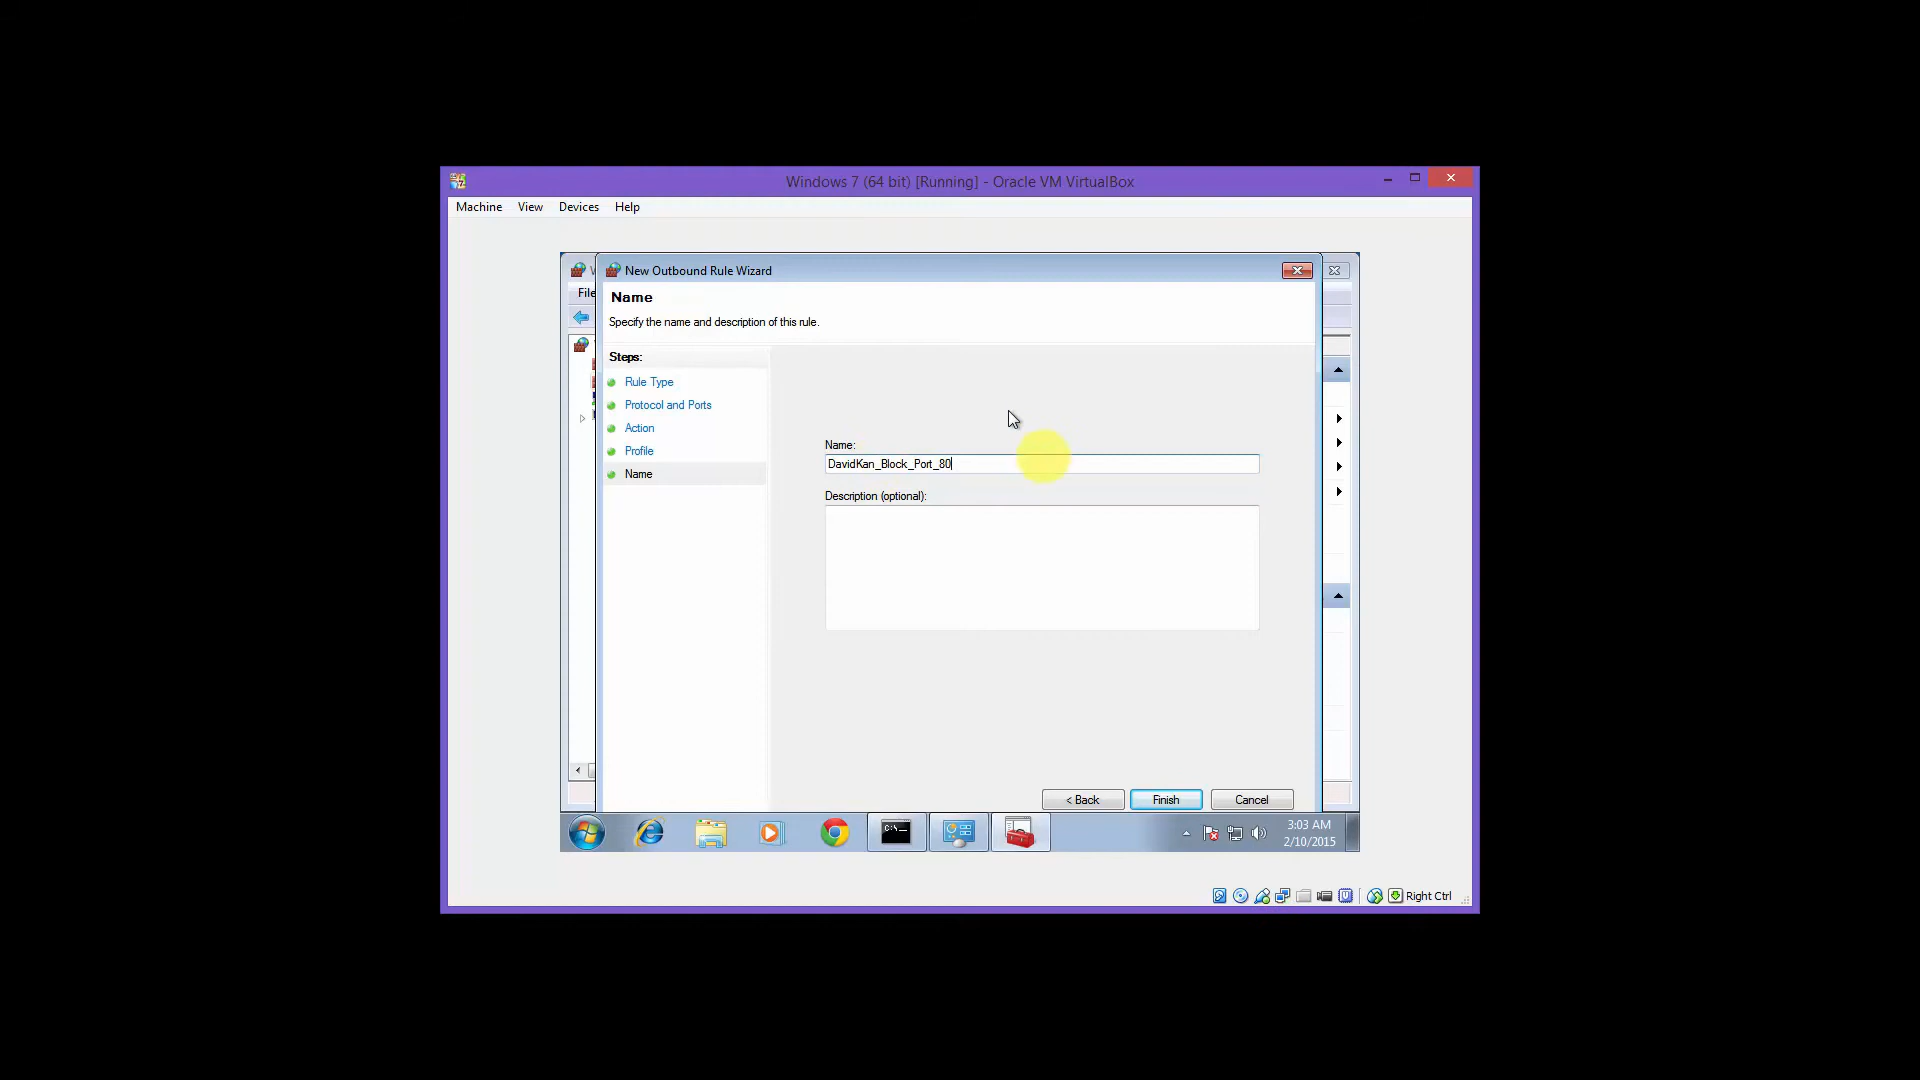 Windows 7 (64 bit) [Running] - Oracle VM VirtualBox
Machine View Devices Help
New Outbound Rule Wizard
File
Name
Specify the name and description of this rule.
Steps:
Rule Type
Protocol and Ports
Action
Profile
Name
Name:
DavidKan_Block_Port_80
Description (optional):
< Back Finish Cancel
3:03 AM
2/10/2015
Right Ctrl